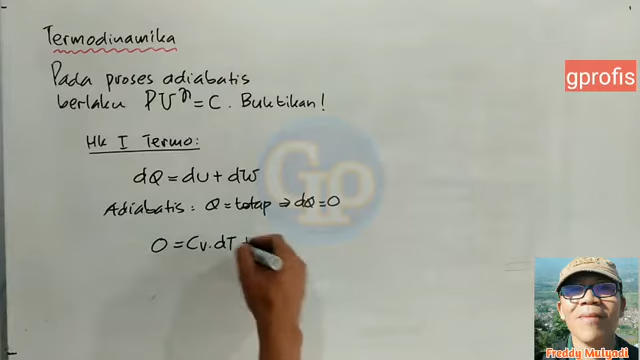 Termodinamika
gprofis
Pada proses adiabatis
berlaku PVⁿ = C. Buktikan!
Hk I Termo:
dQ = dU + dW
Adiabatis: Q = tetap ⇒ dQ = 0
0 = Cv.dT +
Freddy Mulyadi